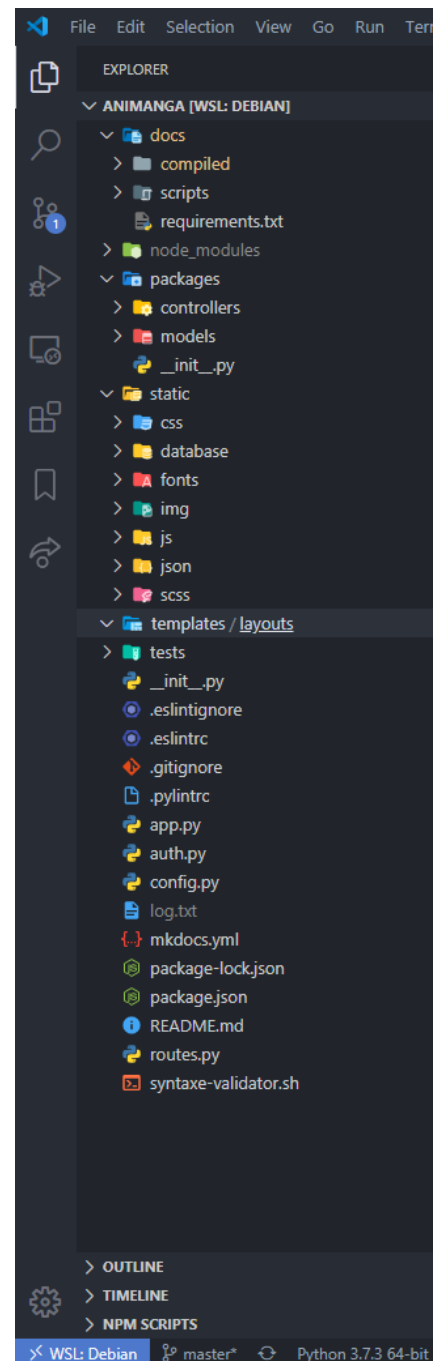 File Edit Selection View Go Run Terr
EXPLORER
ANIMANGA [WSL: DEBIAN]
docs
compiled
scripts
requirements.txt
node_modules
packages
controllers
models
__init__.py
static
css
database
fonts
img
js
json
scss
templates / layouts
tests
__init__.py
.eslintignore
.eslintrc
.gitignore
.pylintrc
app.py
auth.py
config.py
log.txt
mkdocs.yml
package-lock.json
package.json
README.md
routes.py
syntaxe-validator.sh
1
OUTLINE
TIMELINE
NPM SCRIPTS
WSL: Debian master* Python 3.7.3 64-bit